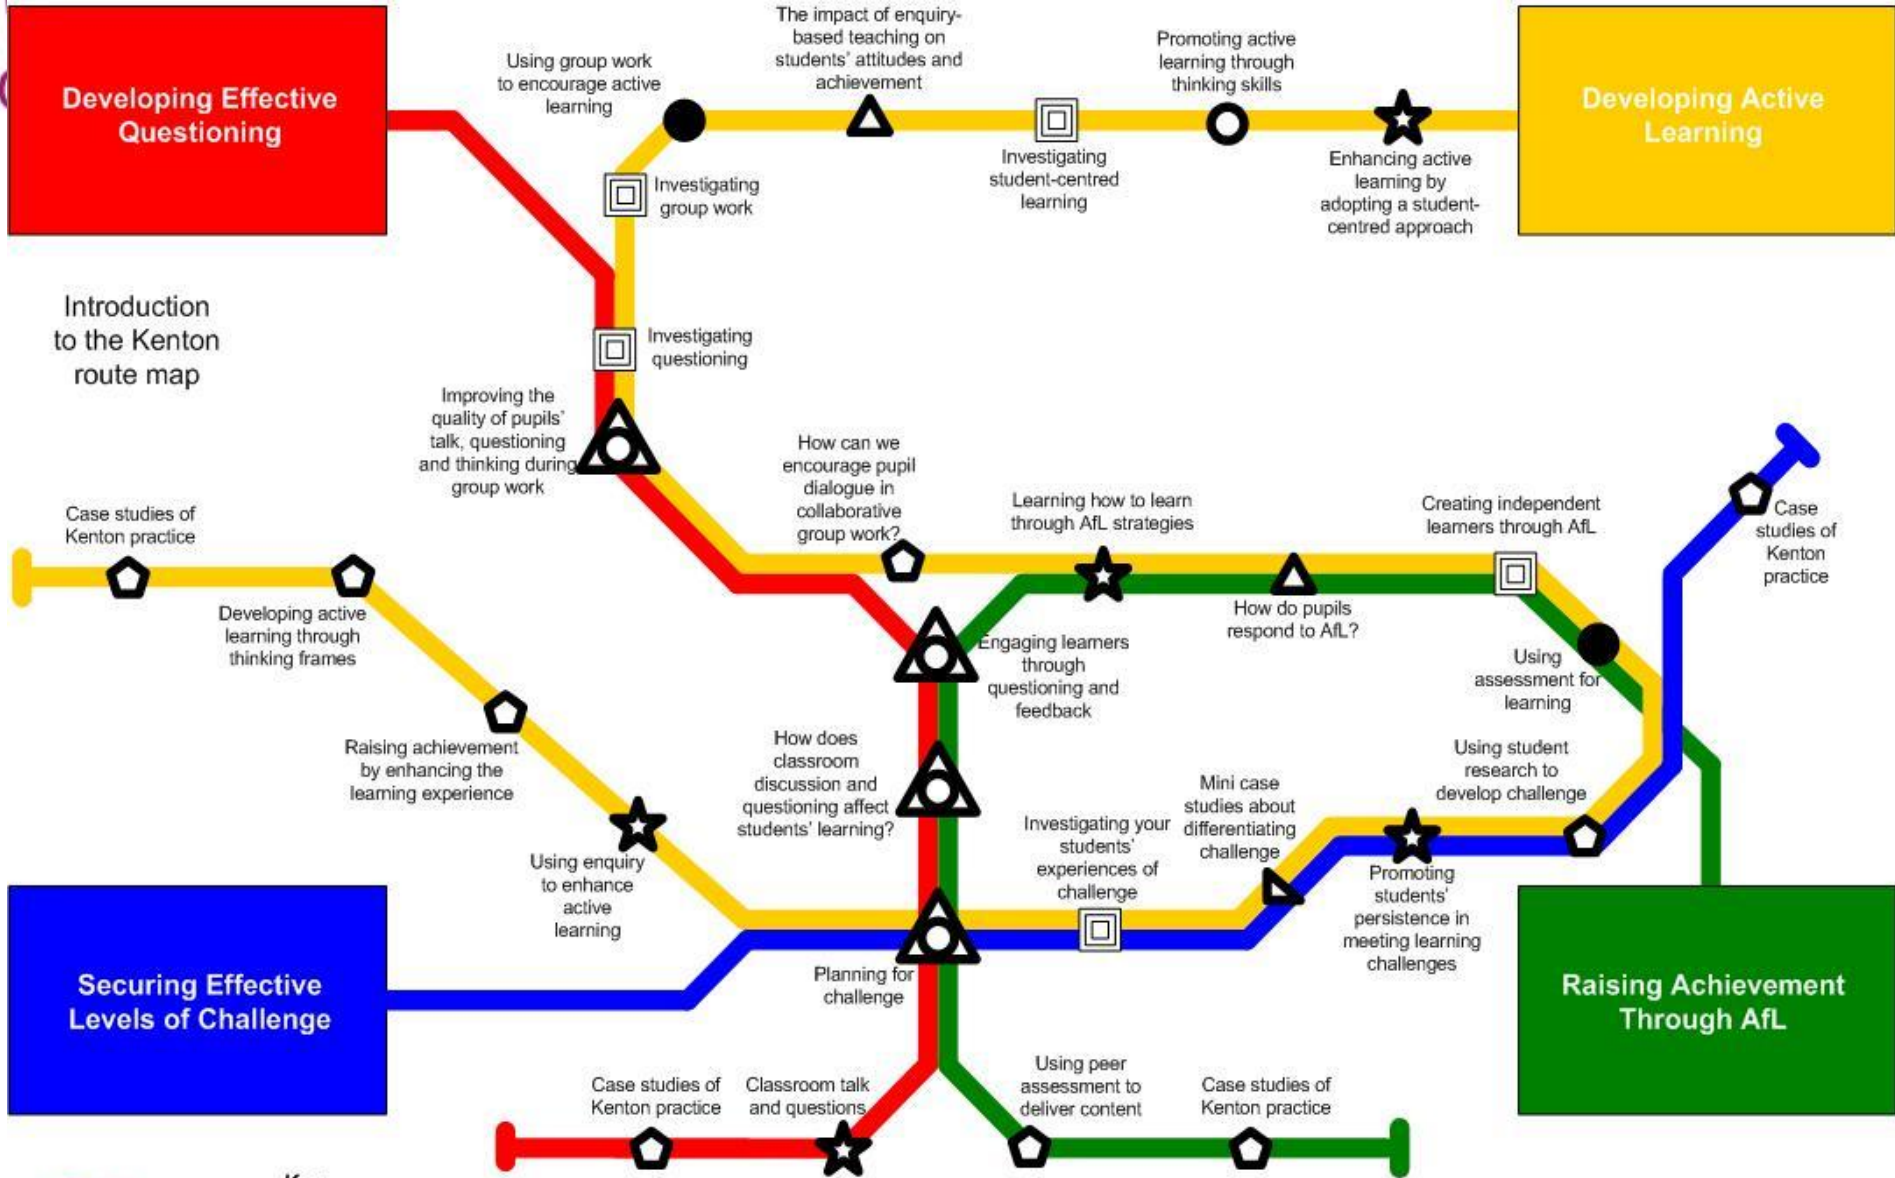 Developing Effective
Questioning
Using group work
to encourage active
learning
The impact of enquiry-
based teaching on
students' attitudes and
achievement
Investigating
student-centred
learning
Promoting active
learning through
thinking skills
Enhancing active
learning by
adopting a student-
centred approach
Developing Active
Learning
Investigating
group work
Introduction
to the Kenton
route map
Investigating
questioning
Improving the
quality of pupils'
talk, questioning
and thinking during
group work
How can we
encourage pupil
dialogue in
collaborative
group work?
Learning how to learn
through AfL strategies
How do pupils
respond to AfL?
Creating independent
learners through AfL
Case
studies of
Kenton
practice
Case studies of
Kenton practice
Developing active
learning through
thinking frames
Engaging learners
through
questioning and
feedback
Using
assessment for
learning
Raising achievement
by enhancing the
learning experience
How does
classroom
discussion and
questioning affect
students' learning?
Using student
research to
develop challenge
Mini case
studies about
differentiating
challenge
Investigating your
students'
experiences of
challenge
Using enquiry
to enhance
active
learning
Promoting
students'
persistence in
meeting learning
challenges
Securing Effective
Levels of Challenge
Planning for
challenge
Raising Achievement
Through AfL
Case studies of
Kenton practice
Classroom talk
and questions
Using peer
assessment to
deliver content
Case studies of
Kenton practice